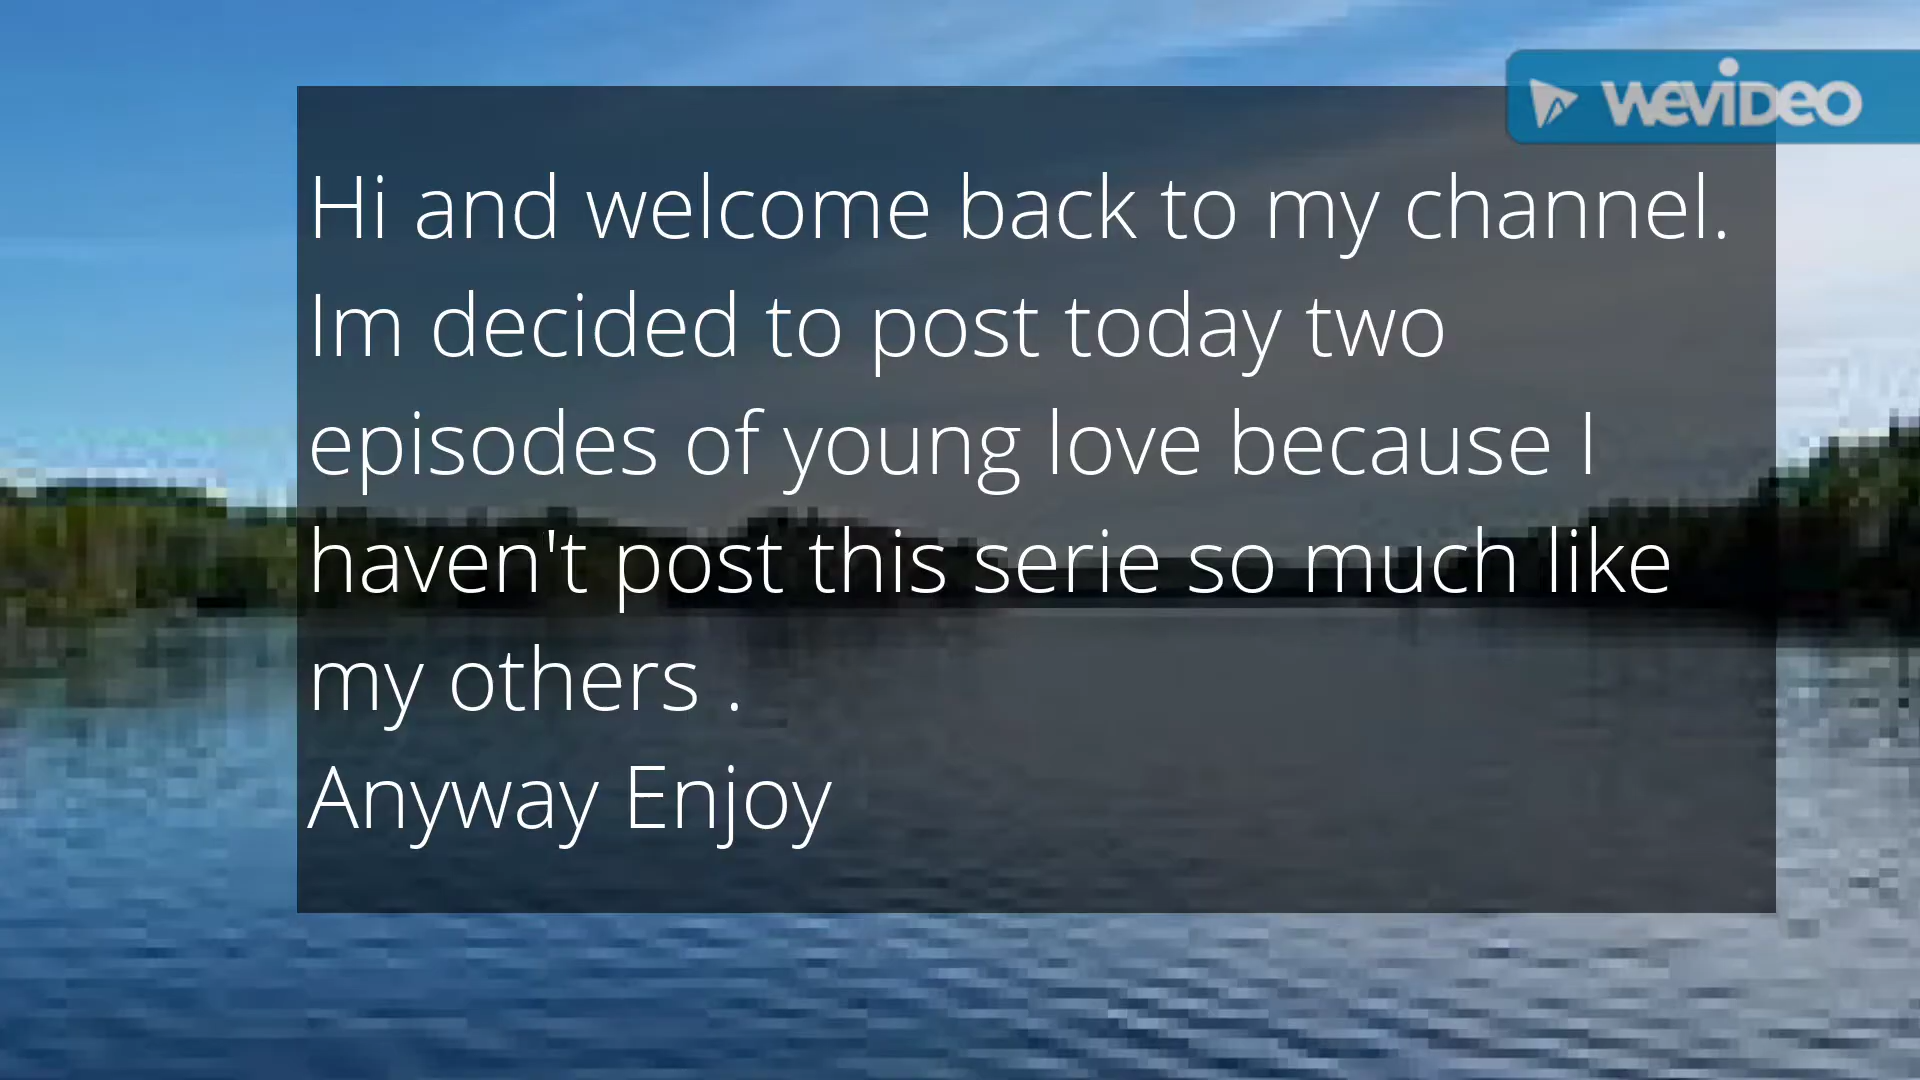 WEVIDEO
Hi and welcome back to my channel.
Im decided to post today two
episodes of young love because I
haven't post this serie so much like
my others .
Anyway Enjoy